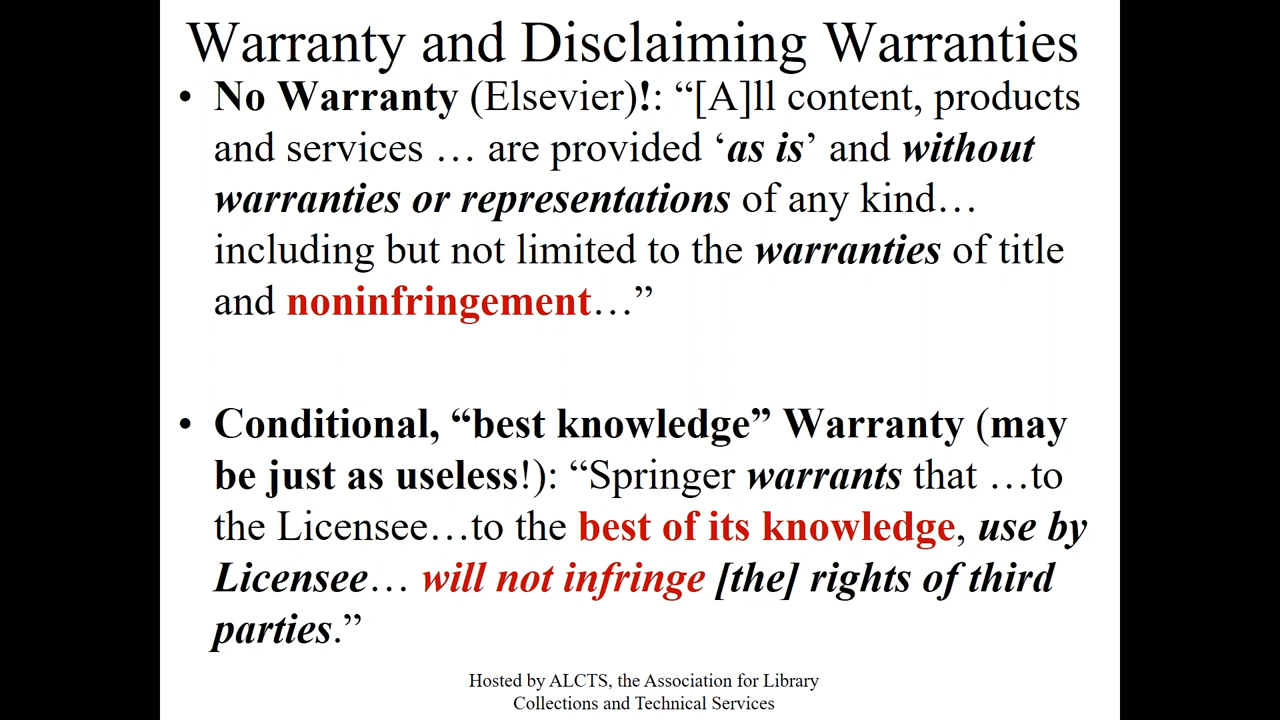 Warranty and Disclaiming Warranties
• No Warranty (Elsevier)!: “[A]ll content, products
and services … are provided ‘as is’ and without
warranties or representations of any kind…
including but not limited to the warranties of title
and noninfringement…”
• Conditional, “best knowledge” Warranty (may
be just as useless!): “Springer warrants that …to
the Licensee…to the best of its knowledge, use by
Licensee… will not infringe [the] rights of third
parties.”
Hosted by ALCTS, the Association for Library
Collections and Technical Services